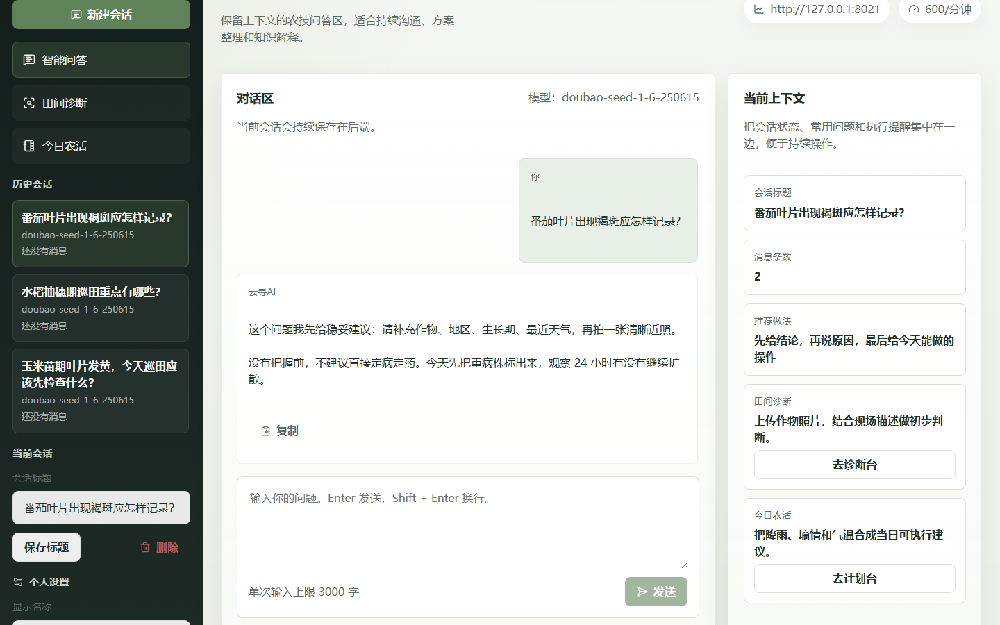 新建会话
智能问答
田间诊断
今日农活
历史会话
番茄叶片出现褐斑应怎样记录？
doubao-seed-1-6-250615
还没有消息
水稻抽穗期巡田重点有哪些？
doubao-seed-1-6-250615
还没有消息
玉米苗期叶片发黄，今天巡田应
该先检查什么？
doubao-seed-1-6-250615
还没有消息
当前会话
会话标题
番茄叶片出现褐斑应怎样记录？
保存标题
删除
个人设置
显示名称
保留上下文的农技问答区，适合持续沟通、方案
整理和知识解释。
http://127.0.0.1:8021
600/分钟
对话区
模型：doubao-seed-1-6-250615
当前会话会持续保存在后端。
你
番茄叶片出现褐斑应怎样记录？
云寻AI
这个问题我先给稳妥建议：请补充作物、地区、生长期、最近天气，再拍一张清晰近照。
没有把握前，不建议直接定病定药。今天先把重病株标出来，观察 24 小时有没有继续扩
散。
复制
输入你的问题。Enter 发送，Shift + Enter 换行。
单次输入上限 3000 字
发送
当前上下文
把会话状态、常用问题和执行提醒集中在一
边，便于持续操作。
会话标题
番茄叶片出现褐斑应怎样记录？
消息条数
2
推荐做法
先给结论，再说原因，最后给今天能做的
操作
田间诊断
上传作物照片，结合现场描述做初步判
断。
去诊断台
今日农活
把降雨、墒情和气温合成当日可执行建
议。
去计划台